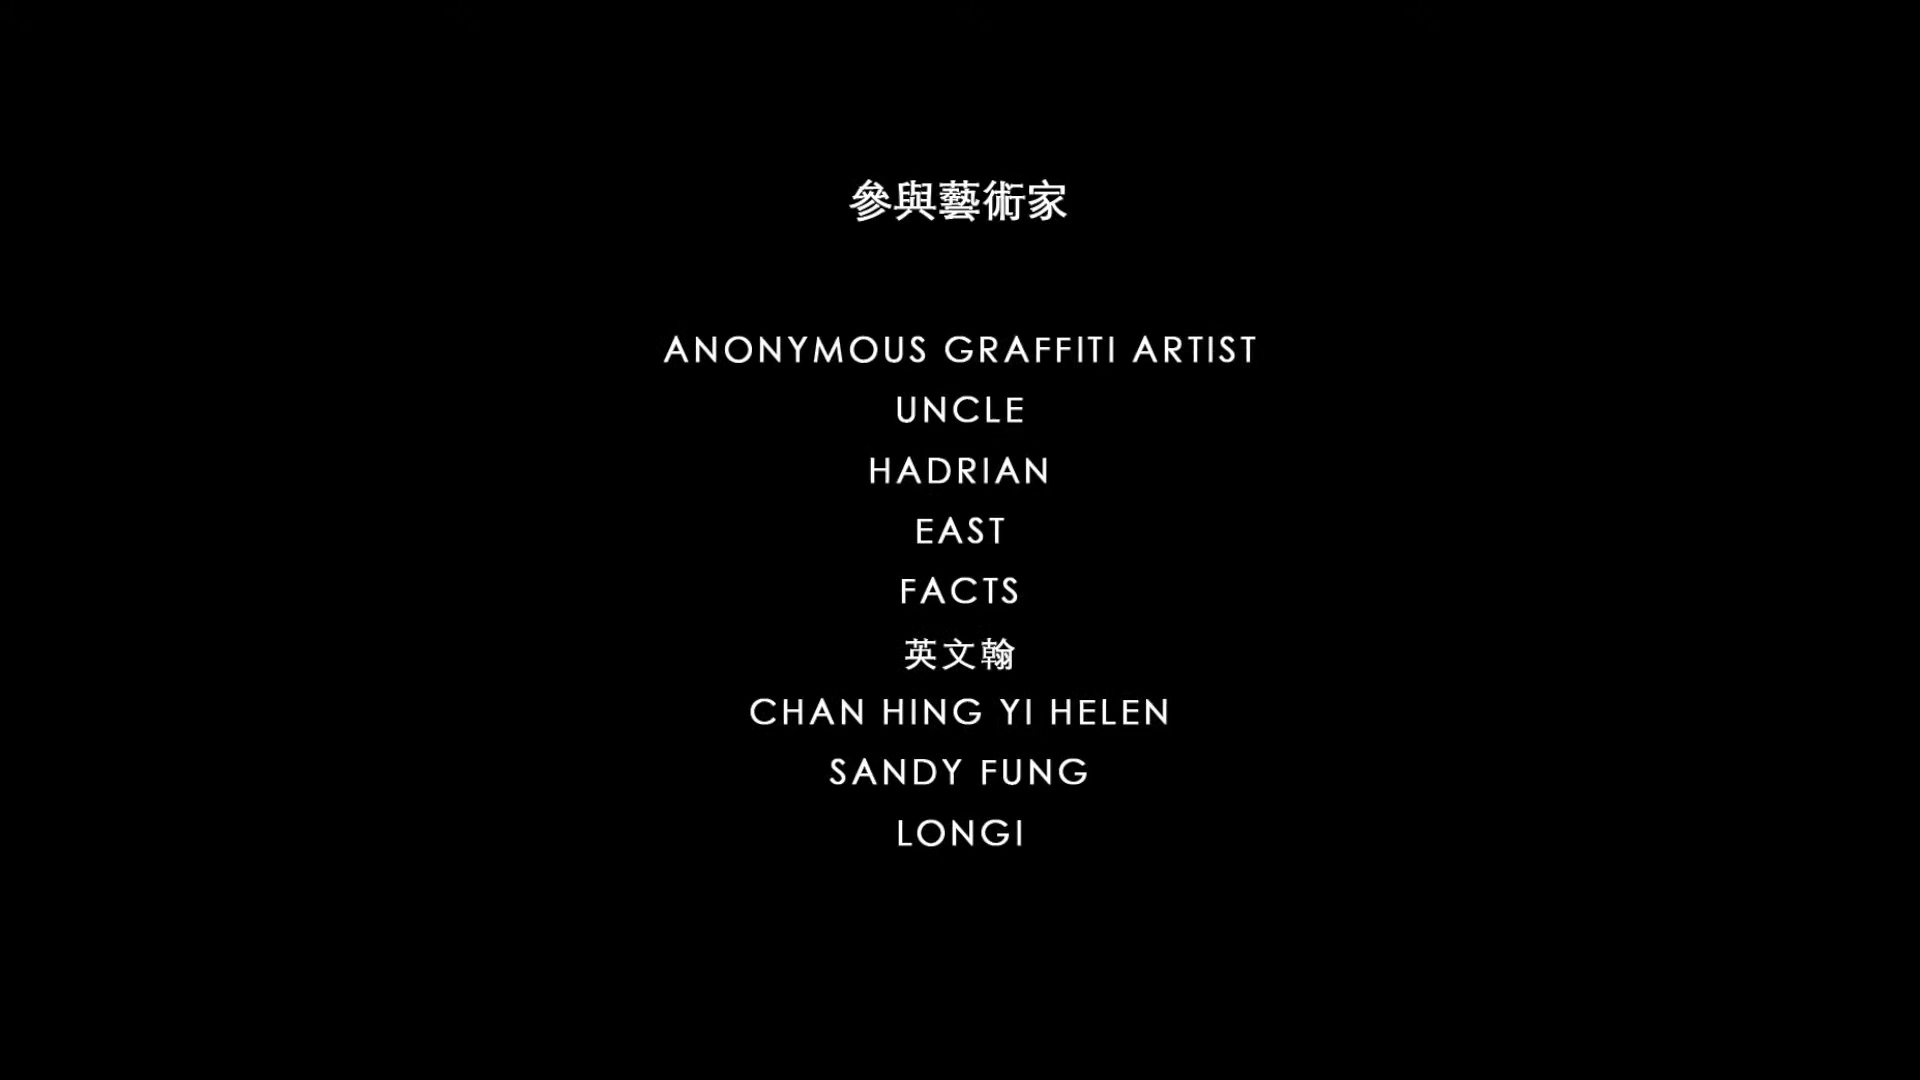 參與藝術家
ANONYMOUS GRAFFITI ARTIST
UNCLE
HADRIAN
EAST
FACTS
英文翰
CHAN HING YI HELEN
SANDY FUNG
LONGI